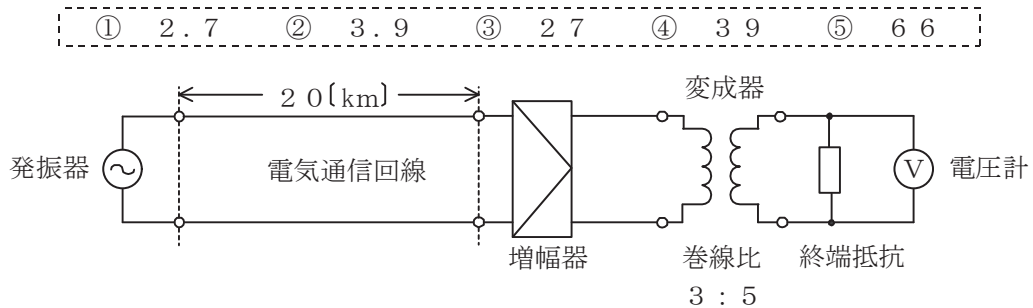 ① 2.7 ② 3.9 ③ 27 ④ 39 ⑤ 66
20〔km〕
変成器
発振器
電気通信回線
V
電圧計
増幅器
巻線比
終端抵抗
3:5